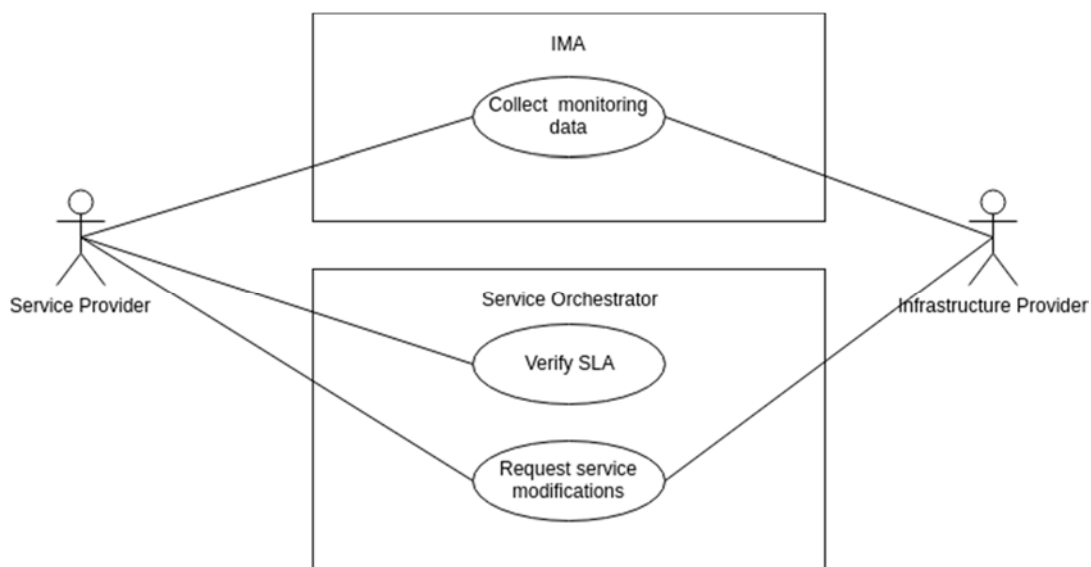 IMA
Collect  monitoring
data
Service Provider
Infrastructure Provider
Service Orchestrator
Verify SLA
Request service
modifications